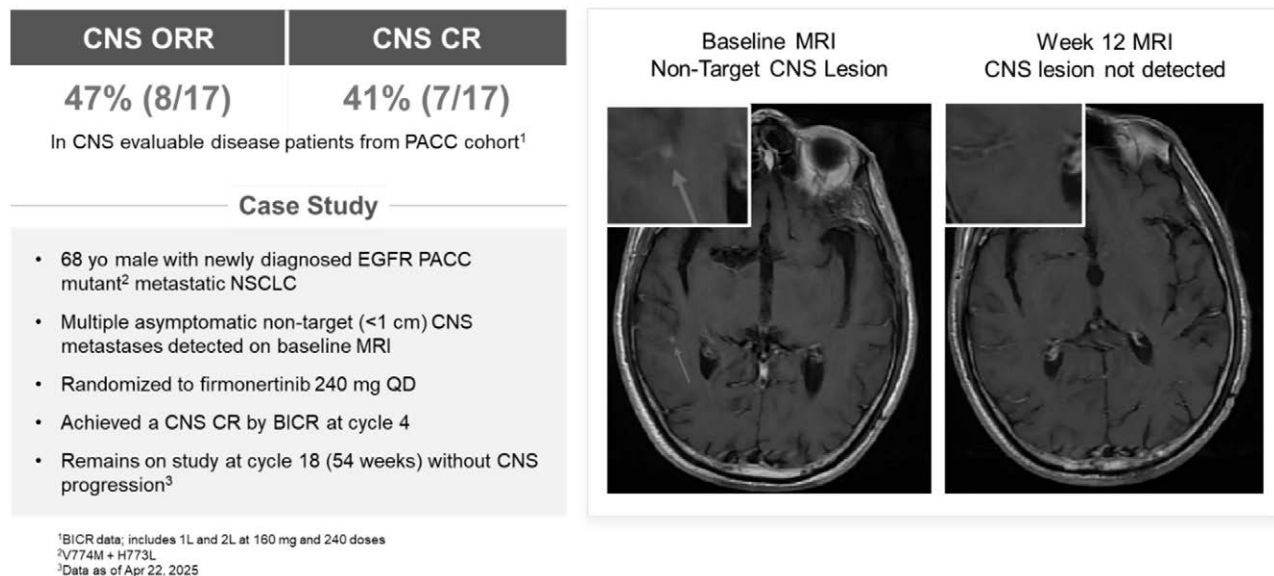 CNS ORR
CNS CR
47% (8/17)
41% (7/17)
In CNS evaluable disease patients from PACC cohort¹
Case Study
• 68 yo male with newly diagnosed EGFR PACC
mutant² metastatic NSCLC
• Multiple asymptomatic non-target (<1 cm) CNS
metastases detected on baseline MRI
• Randomized to firmonertinib 240 mg QD
• Achieved a CNS CR by BICR at cycle 4
• Remains on study at cycle 18 (54 weeks) without CNS
progression³
¹BICR data; includes 1L and 2L at 160 mg and 240 doses
²V774M + H773L
³Data as of Apr 22, 2025
Baseline MRI
Non-Target CNS Lesion
Week 12 MRI
CNS lesion not detected